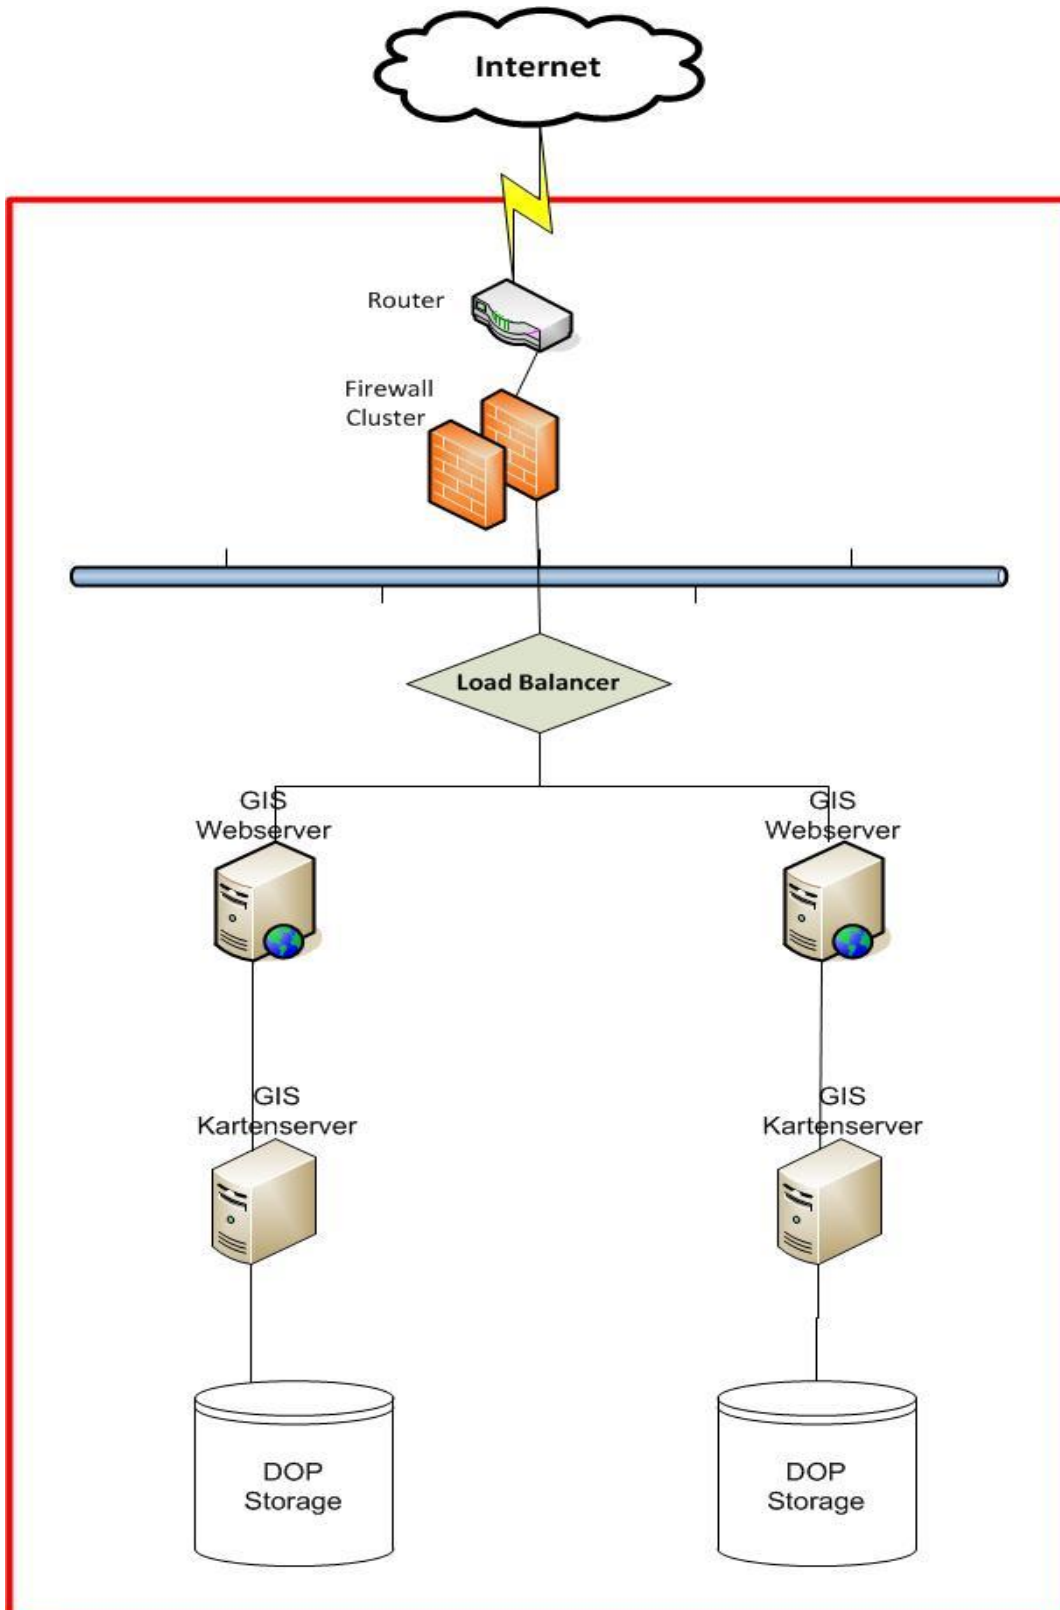 Internet
Router
Firewall
Cluster
Load Balancer
GIS
Webserver
GIS
Webserver
GIS
Kartenserver
GIS
Kartenserver
DOP
Storage
DOP
Storage